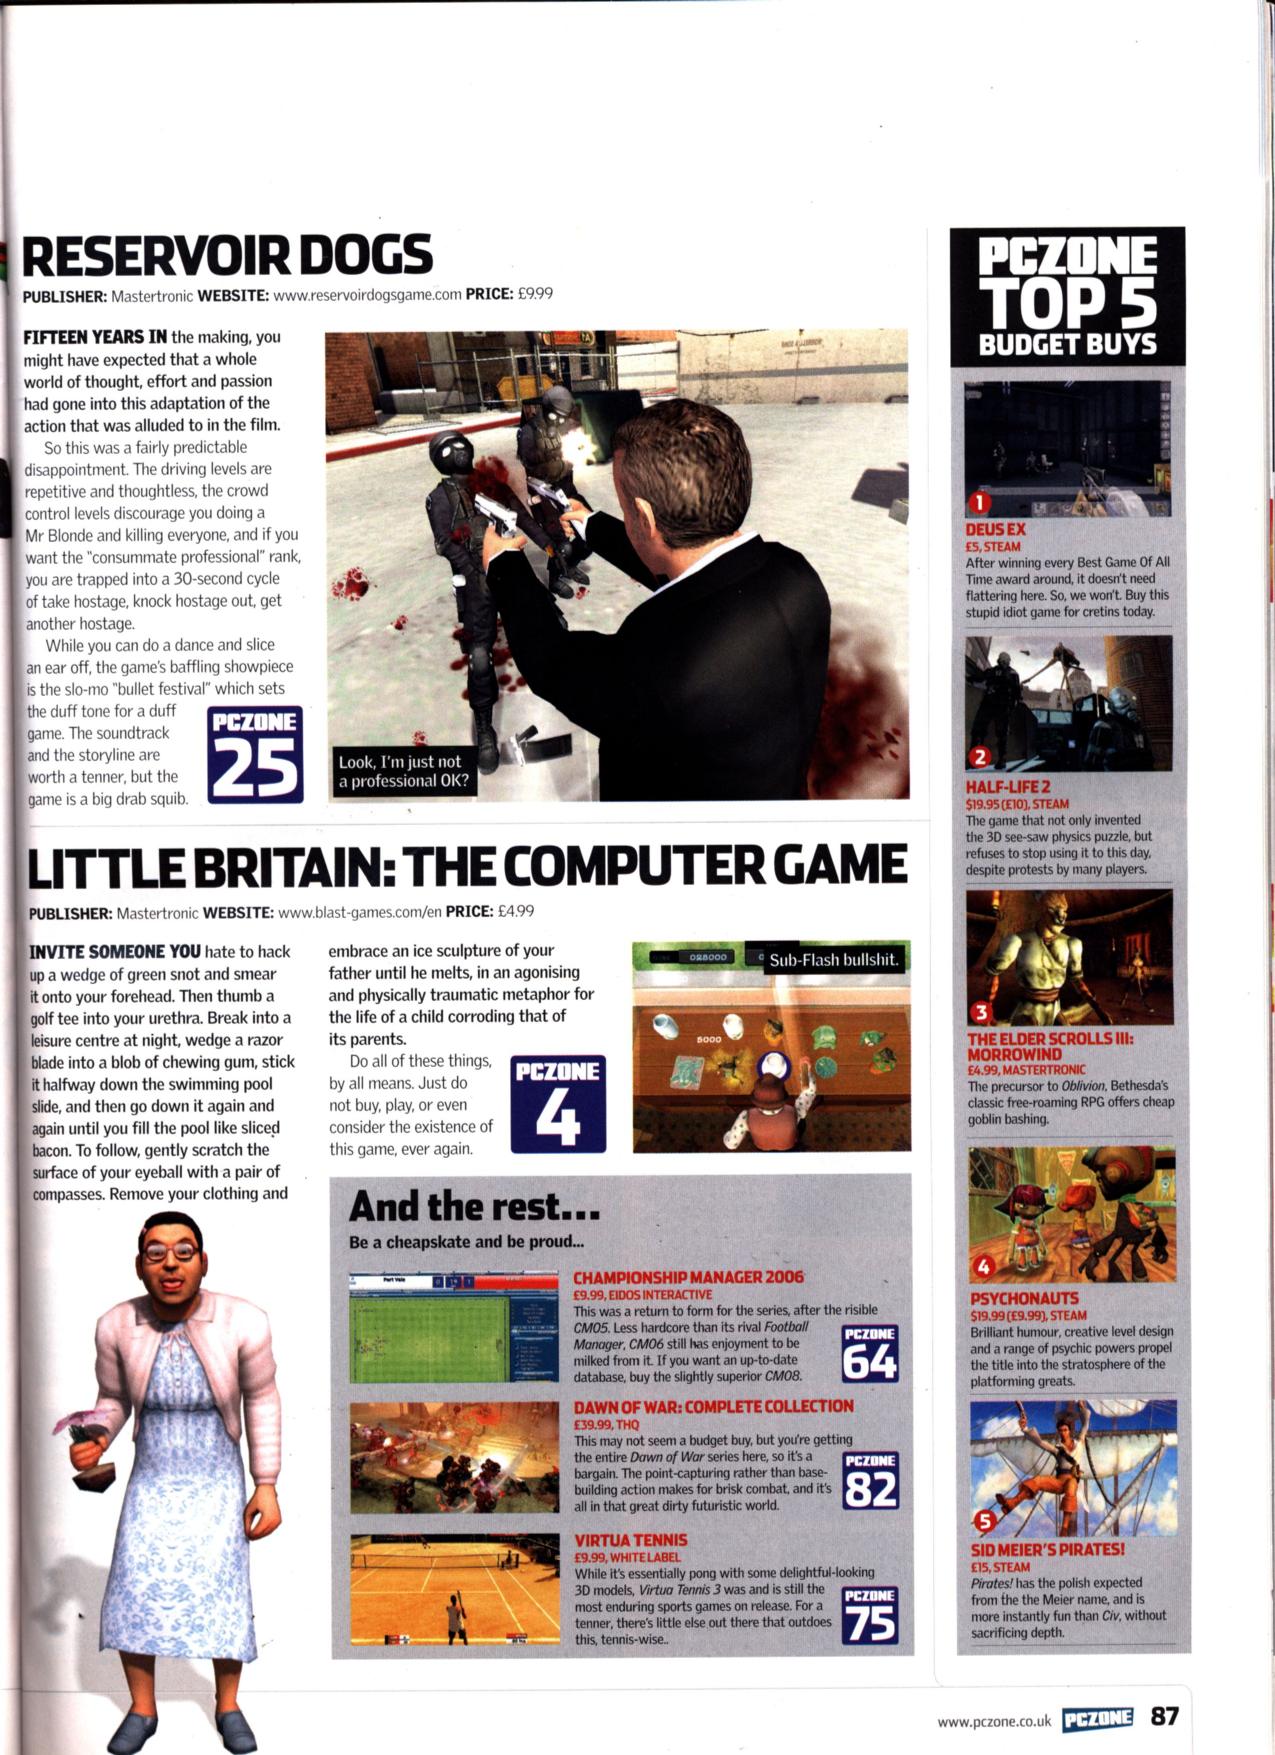 RESERVOIR DOGS
PUBLISHER: Mastertronic WEBSITE: www.reservoirdogsgame.com PRICE: £9.99
FIFTEEN YEARS IN the making, you
might have expected that a whole
world of thought, effort and passion
had gone into this adaptation of the
action that was alluded to in the film.
So this was a fairly predictable
disappointment. The driving levels are
repetitive and thoughtless, the crowd
control levels discourage you doing a
Mr Blonde and killing everyone, and if you
want the "consummate professional" rank,
you are trapped into a 30-second cycle
of take hostage, knock hostage out, get
another hostage.
While you can do a dance and slice
an ear off, the game's baffling showpiece
is the slo-mo "bullet festival" which sets
the duff tone for a duff
game. The soundtrack
and the storyline are
worth a tenner, but the
game is a big drab squib.
PCZONE
25
Look, I'm just not
a professional OK?
LITTLE BRITAIN: THE COMPUTER GAME
PUBLISHER: Mastertronic WEBSITE: www.blast-games.com/en PRICE: £4.99
INVITE SOMEONE YOU hate to hack
up a wedge of green snot and smear
it onto your forehead. Then thumb a
golf tee into your urethra. Break into a
leisure centre at night, wedge a razor
blade into a blob of chewing gum, stick
it halfway down the swimming pool
slide, and then go down it again and
again until you fill the pool like sliced
bacon. To follow, gently scratch the
surface of your eyeball with a pair of
compasses. Remove your clothing and
embrace an ice sculpture of your
father until he melts, in an agonising
and physically traumatic metaphor for
the life of a child corroding that of
its parents.
Do all of these things,
by all means. Just do
not buy, play, or even
consider the existence of
this game, ever again.
PCZONE
4
028000
Sub-Flash bullshit.
5000
And the rest...
Be a cheapskate and be proud...
Port Vale
CHAMPIONSHIP MANAGER 2006
£9.99, EIDOS INTERACTIVE
This was a return to form for the series, after the risible
CM05. Less hardcore than its rival Football
Manager, CM06 still has enjoyment to be
milked from it. If you want an up-to-date
database, buy the slightly superior CM08.
PCZONE
64
DAWN OF WAR: COMPLETE COLLECTION
£39.99, THQ
This may not seem a budget buy, but you're getting
the entire Dawn of War series here, so it's a
bargain. The point-capturing rather than base-
building action makes for brisk combat, and it's
all in that great dirty futuristic world.
PCZONE
82
VIRTUA TENNIS
£9.99, WHITE LABEL
While it's essentially pong with some delightful-looking
3D models, Virtua Tennis 3 was and is still the
most enduring sports games on release. For a
tenner, there's little else out there that outdoes
this, tennis-wise..
PCZONE
75
PCZONE
TOP 5
BUDGET BUYS
1
DEUS EX
£5, STEAM
After winning every Best Game Of All
Time award around, it doesn't need
flattering here. So, we won't. Buy this
stupid idiot game for cretins today.
2
HALF-LIFE 2
$19.95 (£10), STEAM
The game that not only invented
the 3D see-saw physics puzzle, but
refuses to stop using it to this day,
despite protests by many players.
3
THE ELDER SCROLLS III:
MORROWIND
£4.99, MASTERTRONIC
The precursor to Oblivion, Bethesda's
classic free-roaming RPG offers cheap
goblin bashing.
4
PSYCHONAUTS
$19.99 (£9.99), STEAM
Brilliant humour, creative level design
and a range of psychic powers propel
the title into the stratosphere of the
platforming greats.
5
SID MEIER'S PIRATES!
£15, STEAM
Pirates! has the polish expected
from the the Meier name, and is
more instantly fun than Civ, without
sacrificing depth.
www.pczone.co.uk PCZONE 87